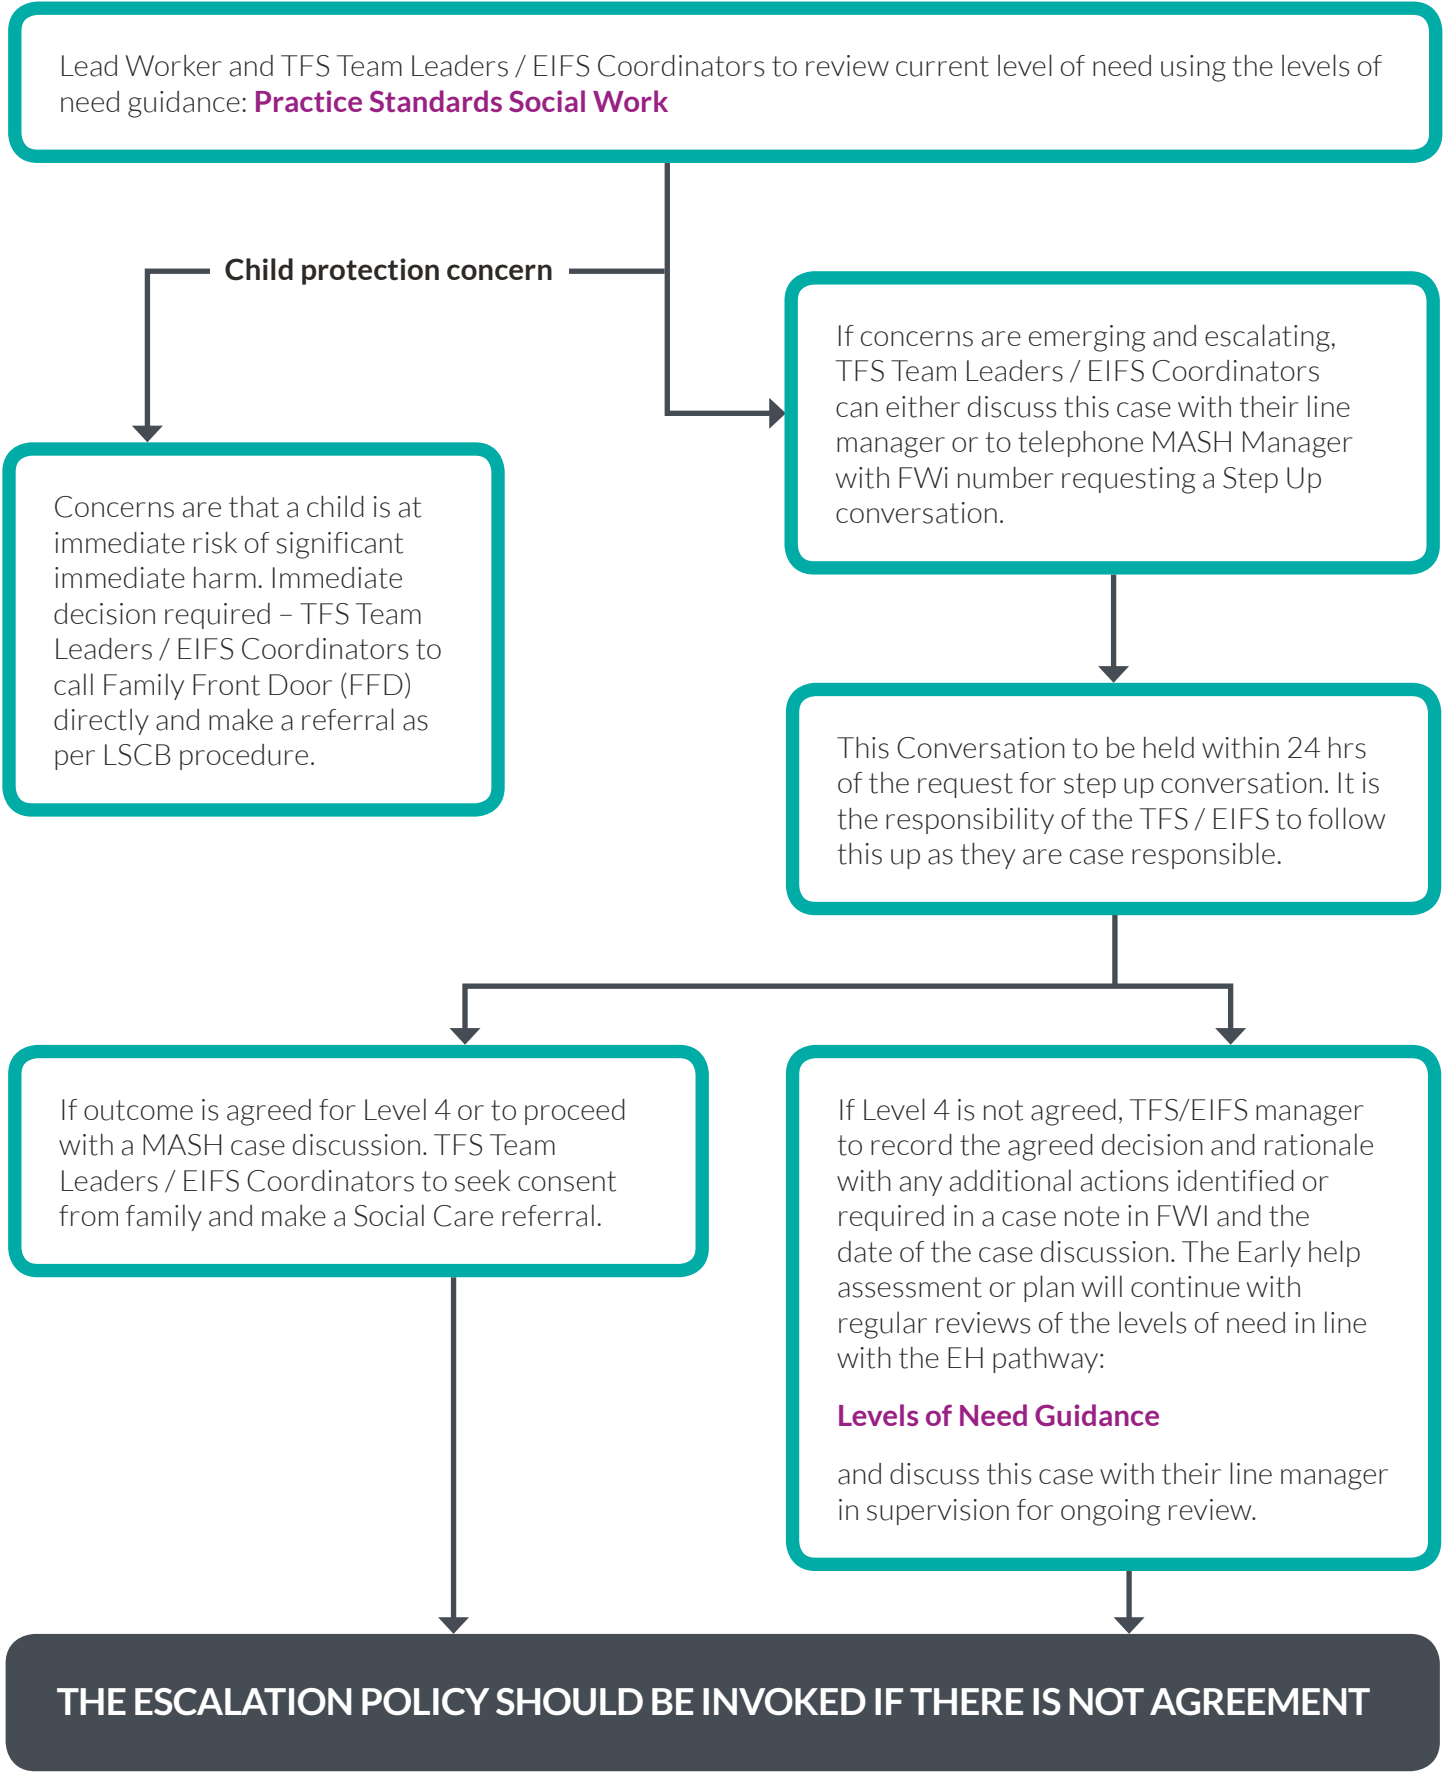 Lead Worker and TFS Team Leaders / EIFS Coordinators to review current level of need using the levels of
need guidance: Practice Standards Social Work
Child protection concern
If concerns are emerging and escalating,
TFS Team Leaders / EIFS Coordinators
can either discuss this case with their line
manager or to telephone MASH Manager
with FWi number requesting a Step Up
conversation.
Concerns are that a child is at
immediate risk of significant
immediate harm. Immediate
decision required – TFS Team
Leaders / EIFS Coordinators to
call Family Front Door (FFD)
directly and make a referral as
per LSCB procedure.
This Conversation to be held within 24 hrs
of the request for step up conversation. It is
the responsibility of the TFS / EIFS to follow
this up as they are case responsible.
If outcome is agreed for Level 4 or to proceed
with a MASH case discussion. TFS Team
Leaders / EIFS Coordinators to seek consent
from family and make a Social Care referral.
If Level 4 is not agreed, TFS/EIFS manager
to record the agreed decision and rationale
with any additional actions identified or
required in a case note in FWI and the
date of the case discussion. The Early help
assessment or plan will continue with
regular reviews of the levels of need in line
with the EH pathway:
Levels of Need Guidance
and discuss this case with their line manager
in supervision for ongoing review.
THE ESCALATION POLICY SHOULD BE INVOKED IF THERE IS NOT AGREEMENT